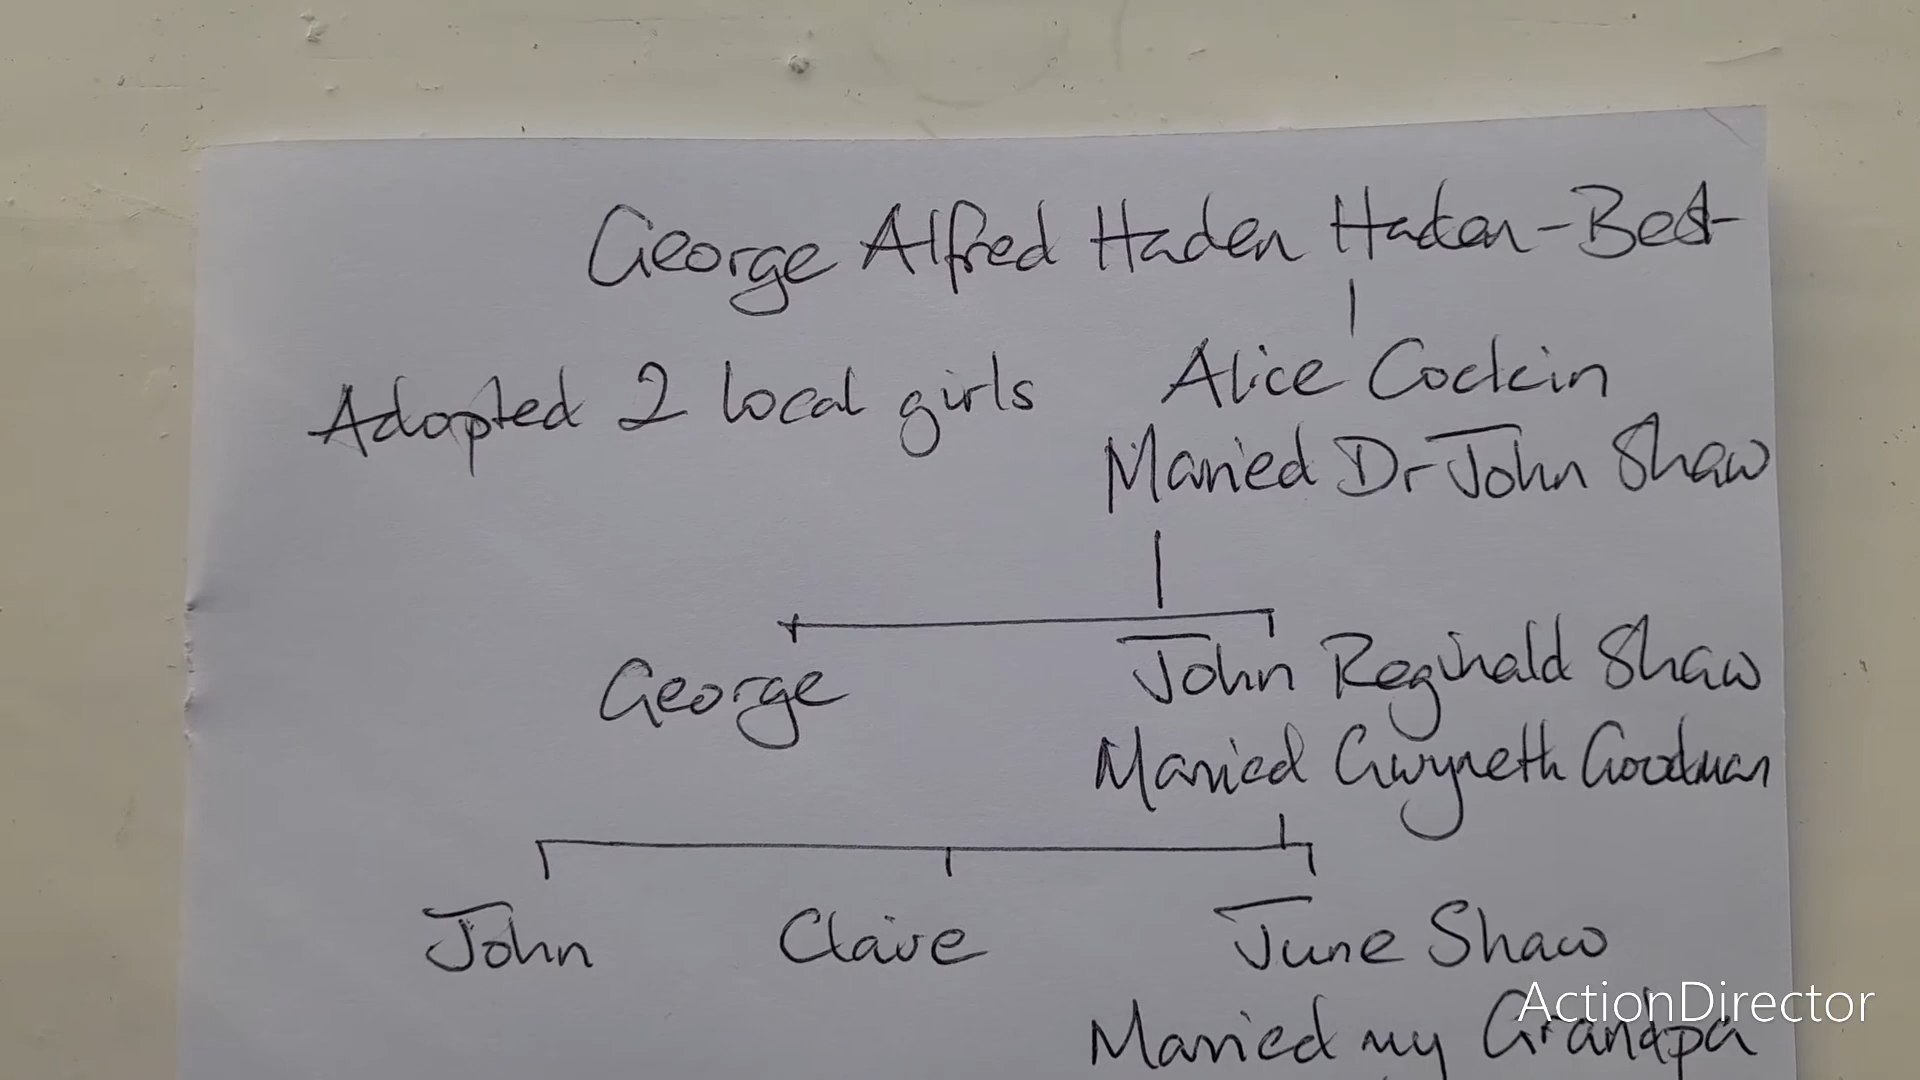 George Alfred Haden Haden-Best
Adopted 2 local girls
Alice Cockin
Married Dr John Shaw
George
John Reginald Shaw
Married Gwyneth Goodman
John Claire June Shaw
Married my Grandpa
ActionDirector